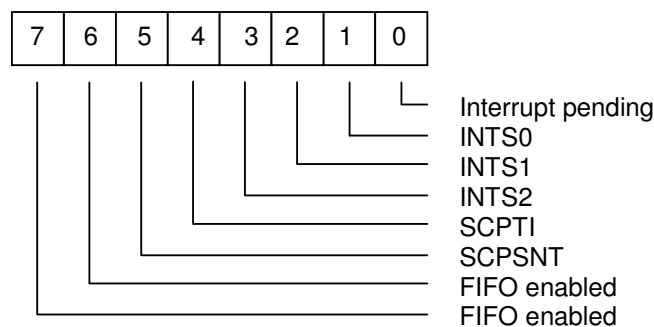 7 6 5 4 3 2 1 0
Interrupt pending
INTS0
INTS1
INTS2
SCPTI
SCPSNT
FIFO enabled
FIFO enabled